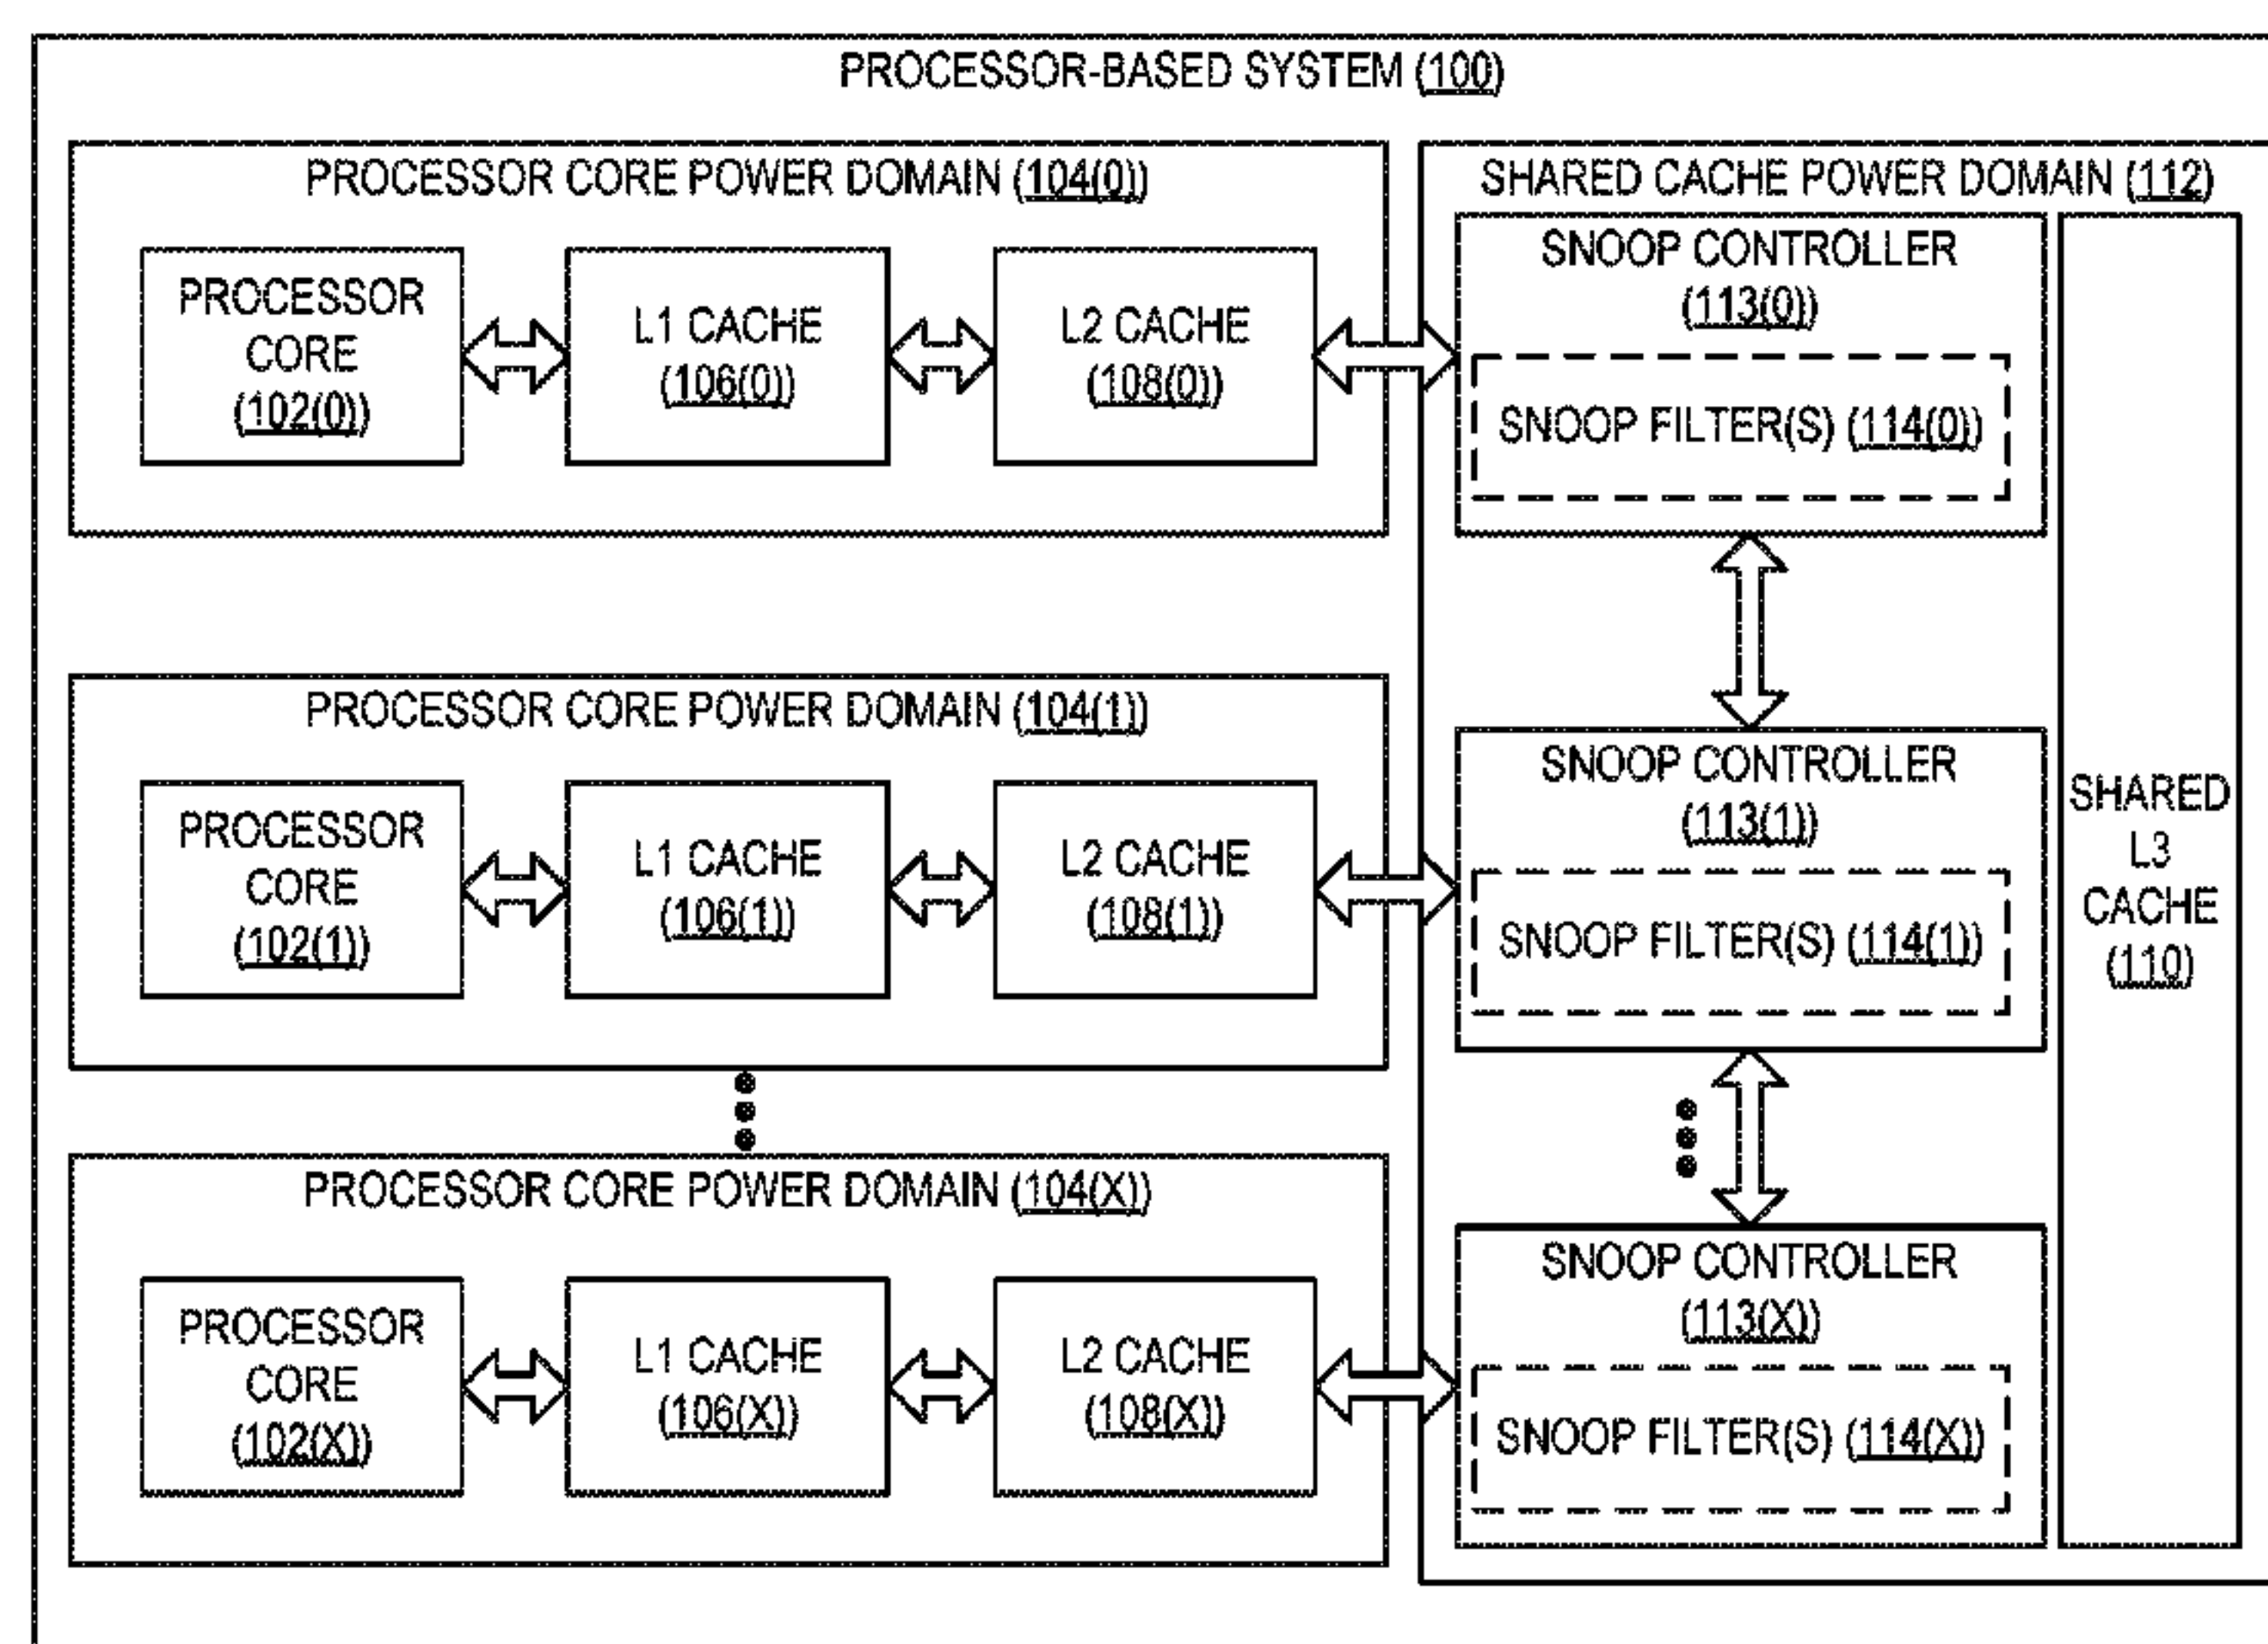 PROCESSOR-BASED SYSTEM (100)
PROCESSOR CORE POWER DOMAIN (104(0))
PROCESSOR
CORE
(102(0))
L1 CACHE
(106(0))
L2 CACHE
(108(0))
SHARED CACHE POWER DOMAIN (112)
SNOOP CONTROLLER
(113(0))
SNOOP FILTER(S) (114(0))
PROCESSOR CORE POWER DOMAIN (104(1))
PROCESSOR
CORE
(102(1))
L1 CACHE
(106(1))
L2 CACHE
(108(1))
SNOOP CONTROLLER
(113(1))
SNOOP FILTER(S) (114(1))
SHARED
L3
CACHE
(110)
PROCESSOR CORE POWER DOMAIN (104(X))
PROCESSOR
CORE
(102(X))
L1 CACHE
(106(X))
L2 CACHE
(108(X))
SNOOP CONTROLLER
(113(X))
SNOOP FILTER(S) (114(X))